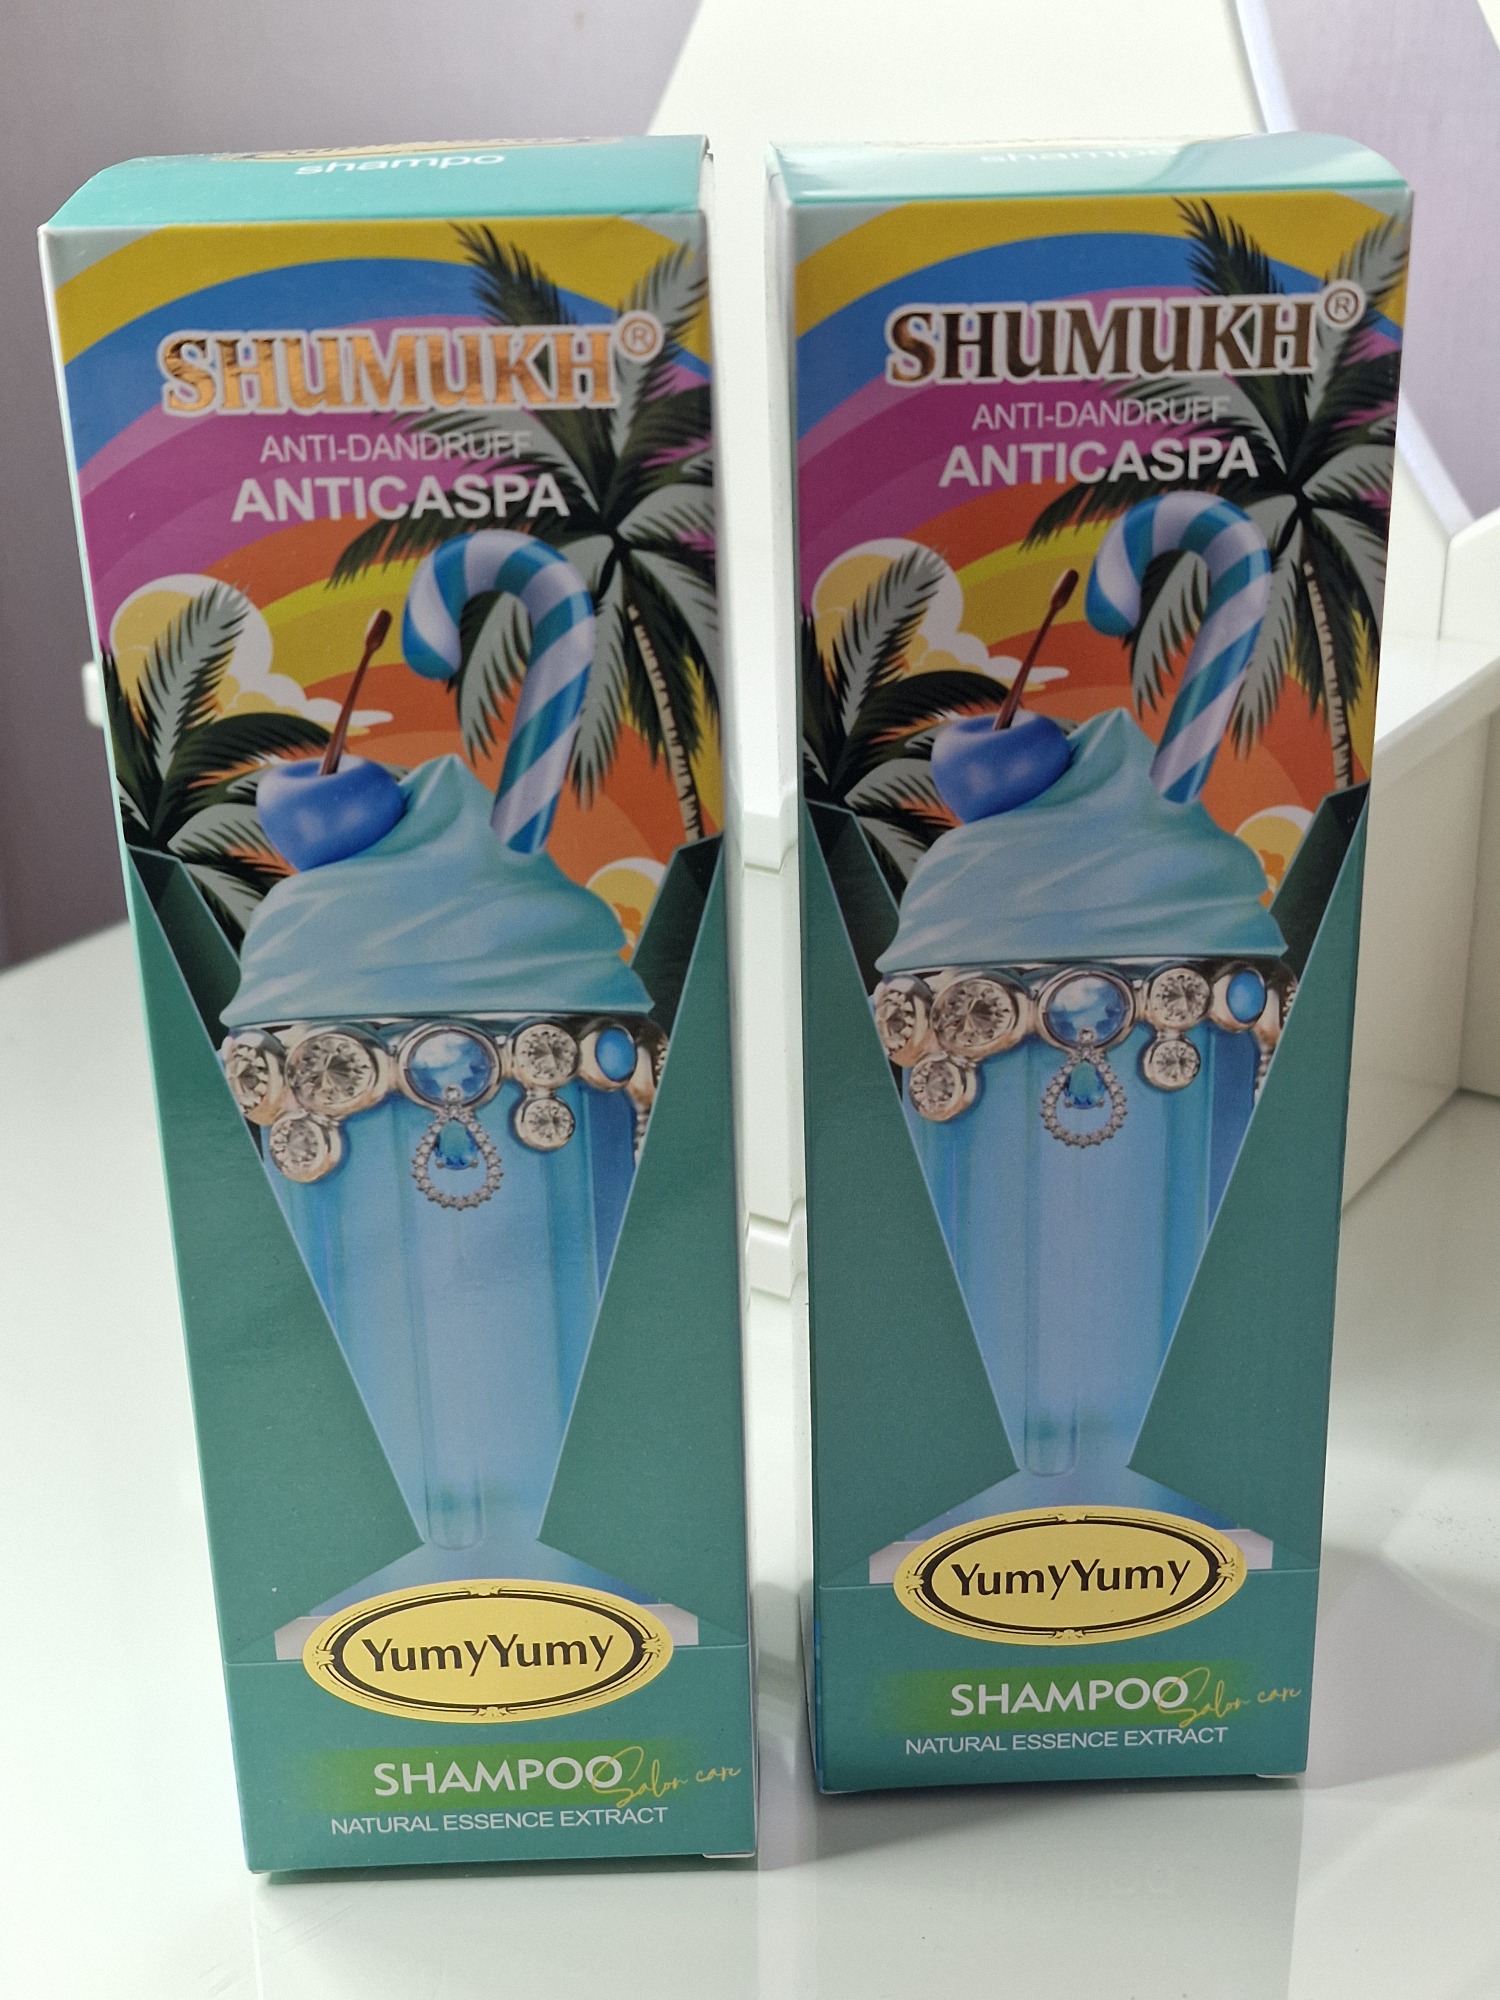 shampo
SHUMUKH®
ANTI-DANDRUFF
ANTICASPA
YumyYumy
SHAMPOO Salon care
NATURAL ESSENCE EXTRACT
shampo
SHUMUKH®
ANTI-DANDRUFF
ANTICASPA
YumyYumy
SHAMPOO Salon care
NATURAL ESSENCE EXTRACT